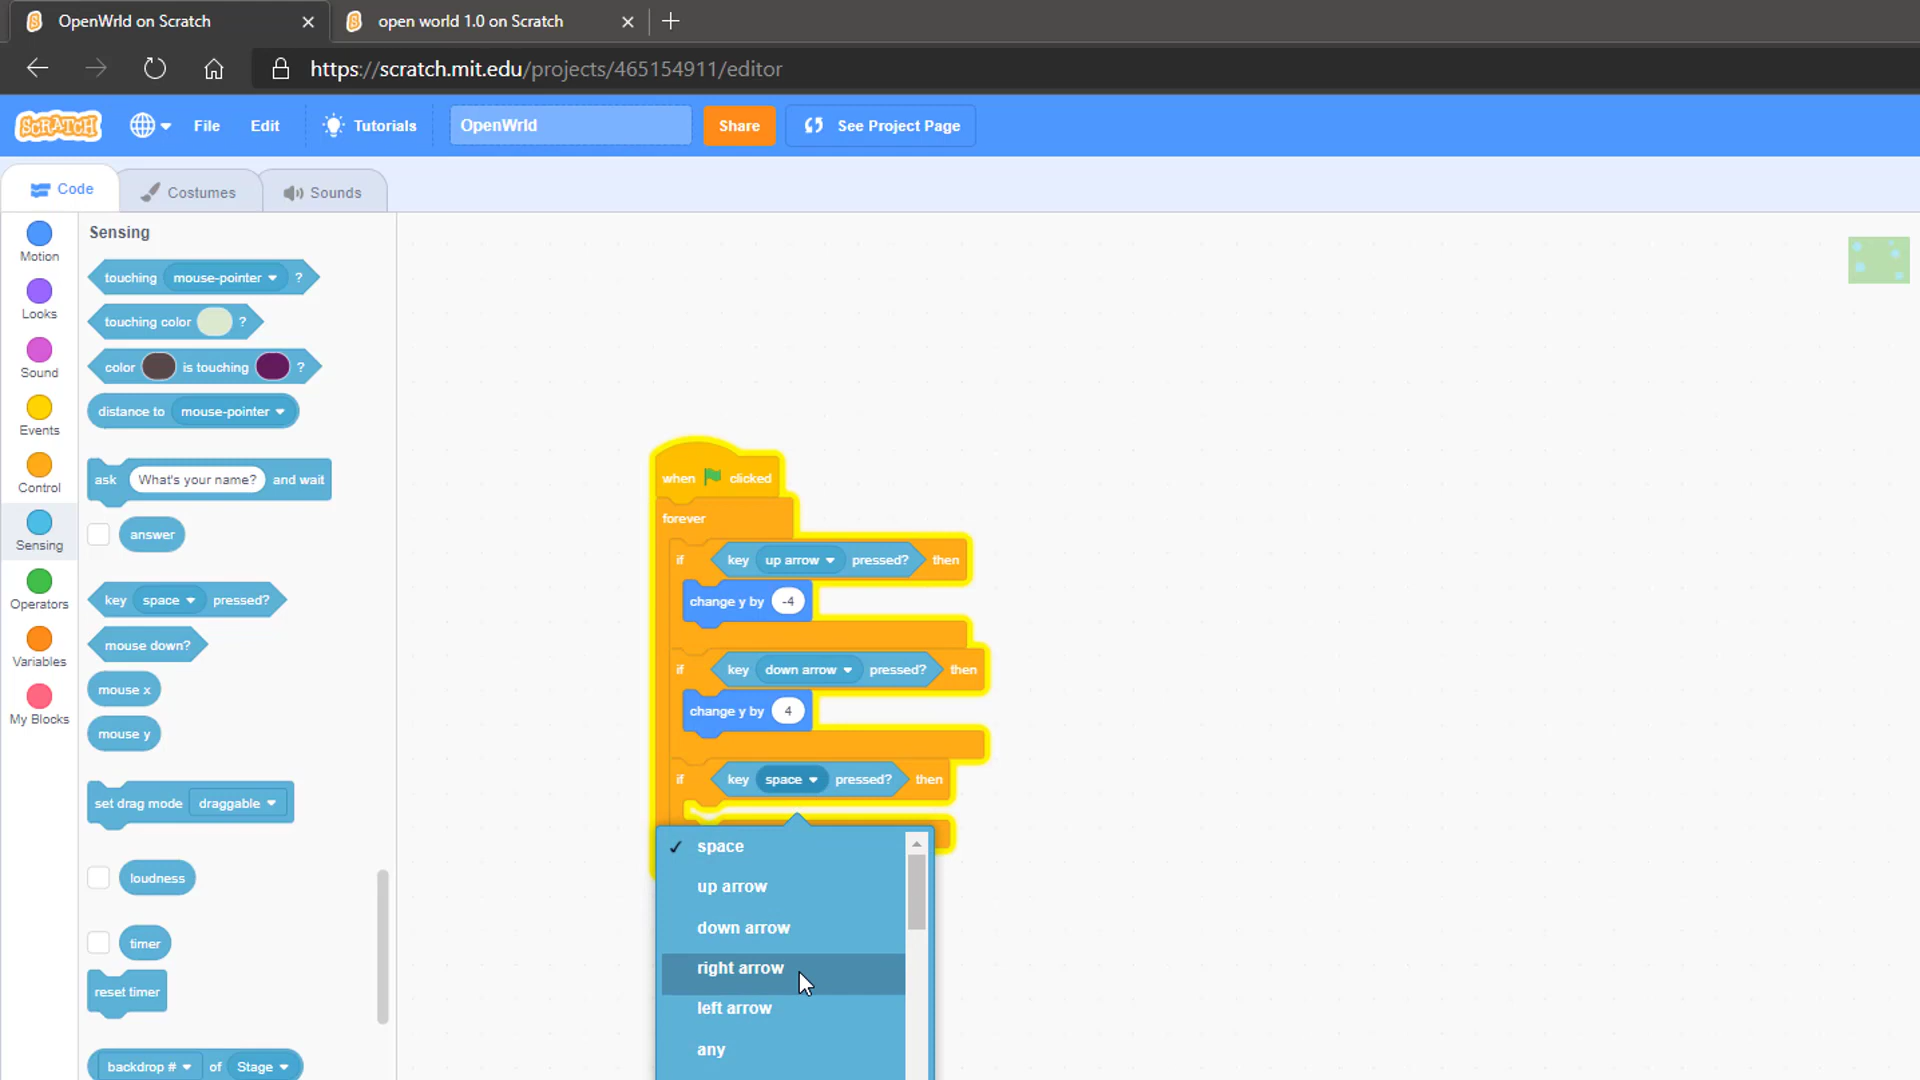 OpenWrld on Scratch
open world 1.0 on Scratch
https://scratch.mit.edu/projects/465154911/editor
SCRATCH
File
Edit
Tutorials
OpenWrld
Share
See Project Page
Code
Costumes
Sounds
Motion
Looks
Sound
Events
Control
Sensing
Operators
Variables
My Blocks
Sensing
touching mouse-pointer ?
touching color ?
color is touching ?
distance to mouse-pointer
ask What's your name? and wait
answer
key space pressed?
mouse down?
mouse x
mouse y
set drag mode draggable
loudness
timer
reset timer
backdrop # of Stage
when clicked
forever
if key up arrow pressed? then
change y by -4
if key down arrow pressed? then
change y by 4
if key space pressed? then
space
up arrow
down arrow
right arrow
left arrow
any